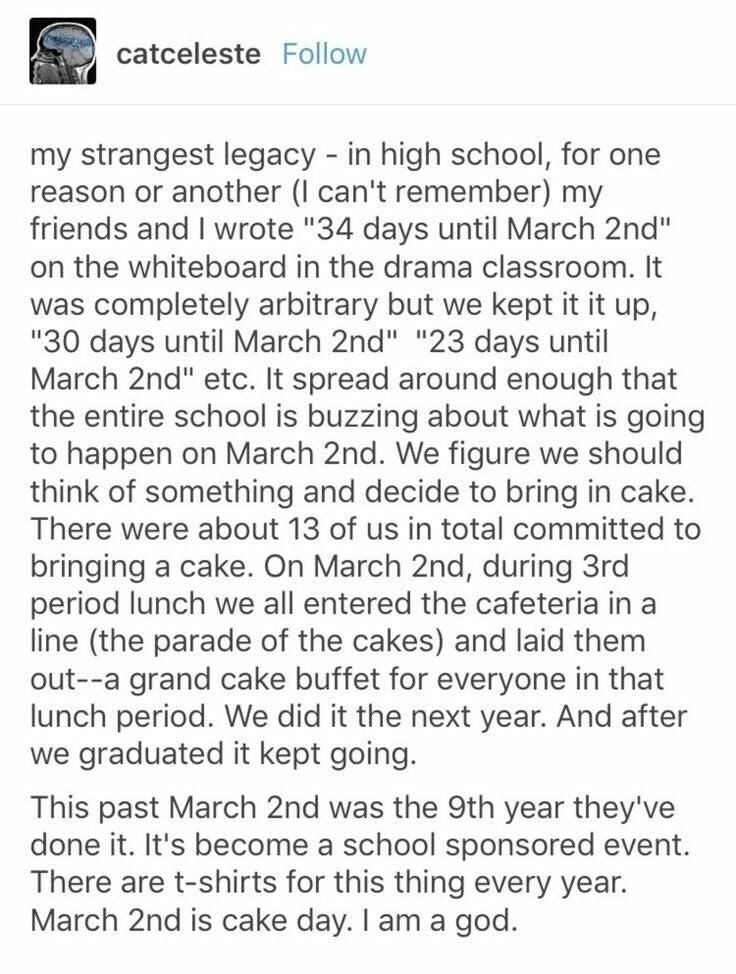 catceleste Follow
my strangest legacy - in high school, for one
reason or another (I can't remember) my
friends and I wrote "34 days until March 2nd"
on the whiteboard in the drama classroom. It
was completely arbitrary but we kept it it up,
"30 days until March 2nd"  "23 days until
March 2nd" etc. It spread around enough that
the entire school is buzzing about what is going
to happen on March 2nd. We figure we should
think of something and decide to bring in cake.
There were about 13 of us in total committed to
bringing a cake. On March 2nd, during 3rd
period lunch we all entered the cafeteria in a
line (the parade of the cakes) and laid them
out--a grand cake buffet for everyone in that
lunch period. We did it the next year. And after
we graduated it kept going.
This past March 2nd was the 9th year they've
done it. It's become a school sponsored event.
There are t-shirts for this thing every year.
March 2nd is cake day. I am a god.